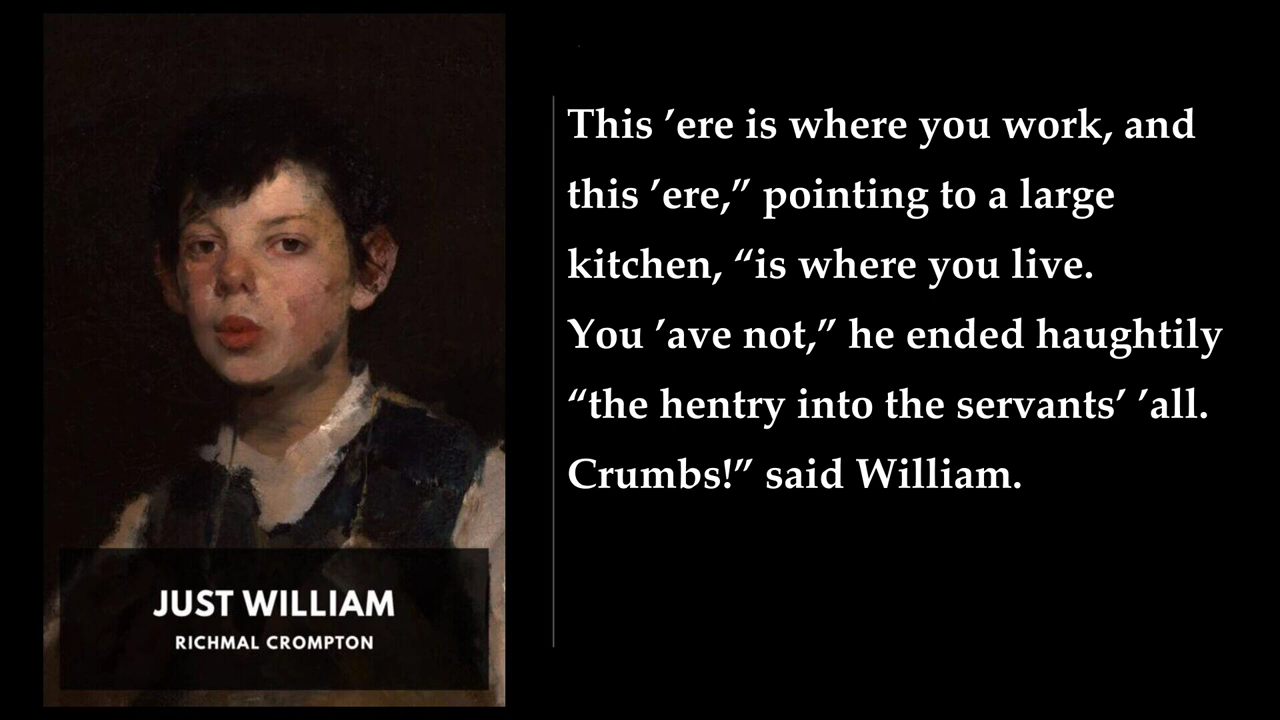 JUST WILLIAM
RICHMAL CROMPTON
This ’ere is where you work, and
this ’ere,” pointing to a large
kitchen, “is where you live.
You ’ave not,” he ended haughtily
“the hentry into the servants’ ’all.
Crumbs!” said William.